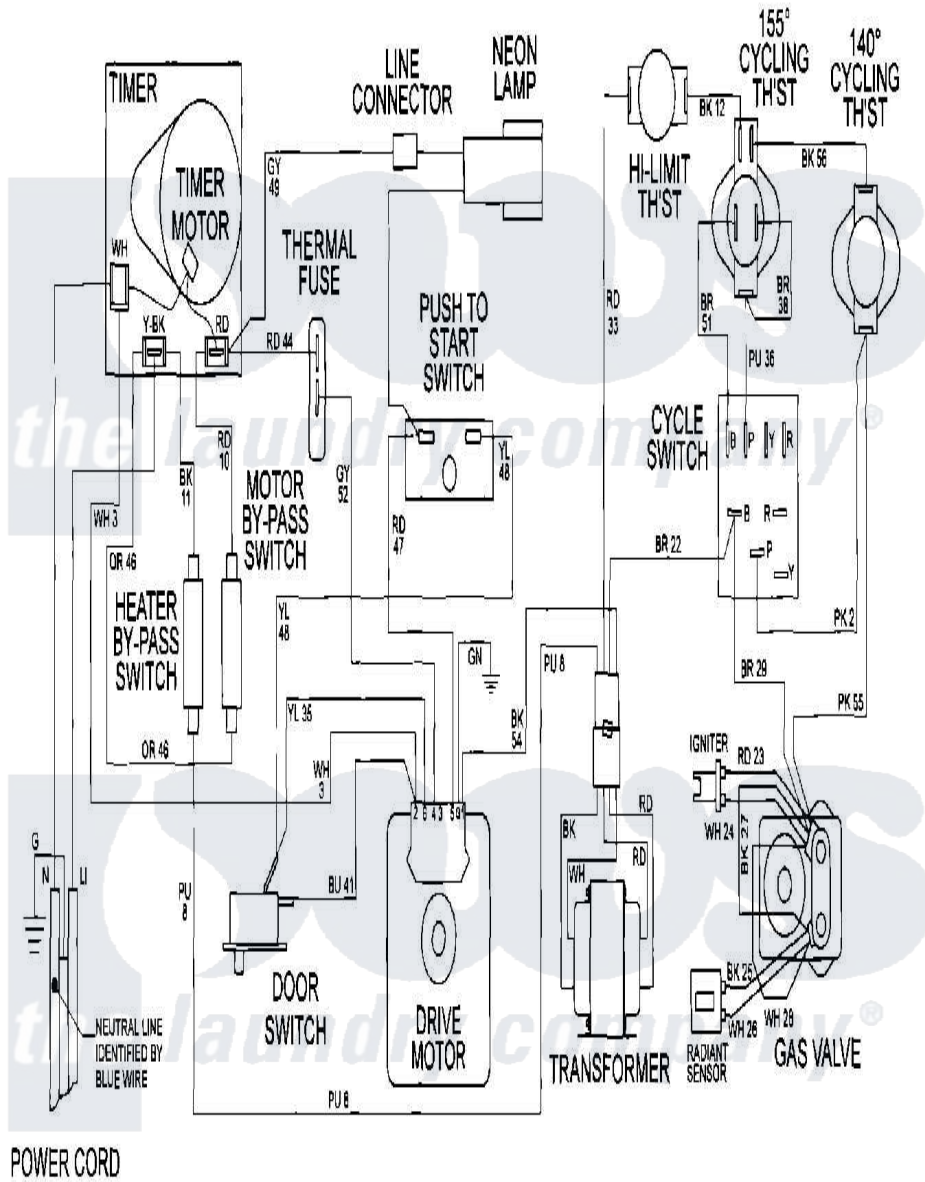 TIMER
TIMER
MOTOR
WH
Y-BK
RD
LINE
CONNECTOR
NEON
LAMP
GY
49
THERMAL
FUSE
RD 44
PUSH TO
START
SWITCH
HI-LIMIT
TH'ST
BK 12
155°
CYCLING
TH'ST
140°
CYCLING
TH'ST
BK 56
RD
33
BR
51
BR
38
PU 36
CYCLE
SWITCH
B
P
Y
R
B
R
P
Y
the laundry company®
RD
10
BK
11
MOTOR
BY-PASS
SWITCH
GY
52
RD
47
YL
48
WH 3
OR 46
HEATER
BY-PASS
SWITCH
YL
48
BR 22
PK 2
GN
PU 8
BR 29
PK 55
YL 35
BK
54
OR 46
WH
3
IGNITER
RD 23
2 6 4 3 5 1
BK
RD
WH
RD
WH 24
BK 27
G
N
LI
PU
8
BU 41
DOOR
SWITCH
DRIVE
MOTOR
TRANSFORMER
BK 25
WH 26
WH 28
RADIANT
SENSOR
GAS VALVE
NEUTRAL LINE
IDENTIFIED BY
BLUE WIRE
the laundry company®
PU 8
POWER CORD